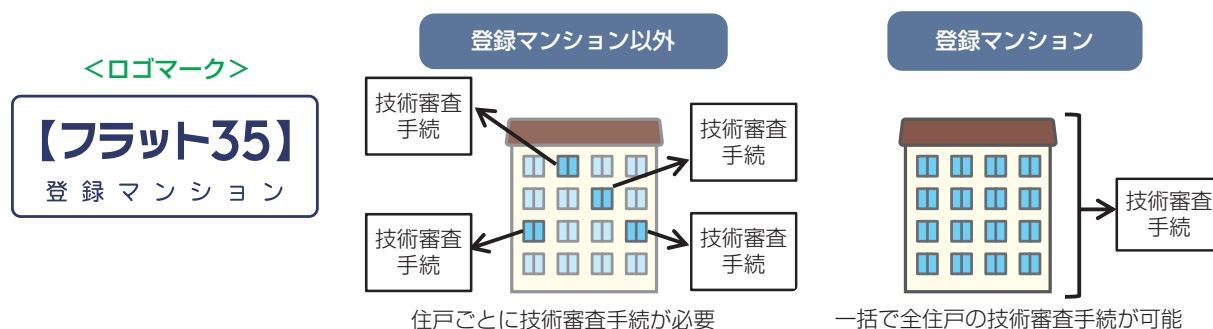 <ロゴマーク>
【フラット35】
登録マンション
登録マンション以外
技術審査
手続
技術審査
手続
技術審査
手続
技術審査
手続
住戸ごとに技術審査手続が必要
登録マンション
技術審査
手続
一括で全住戸の技術審査手続が可能